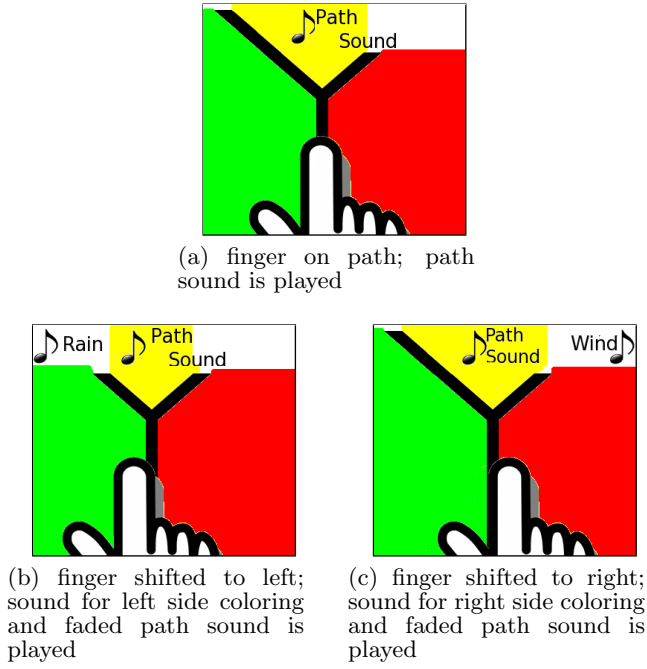 Path
Sound
(a) finger on path; path
sound is played
Rain
Path
Sound
Path
Sound
Wind
(b) finger shifted to left;
sound for left side coloring
and faded path sound is
played
(c) finger shifted to right;
sound for right side coloring
and faded path sound is
played